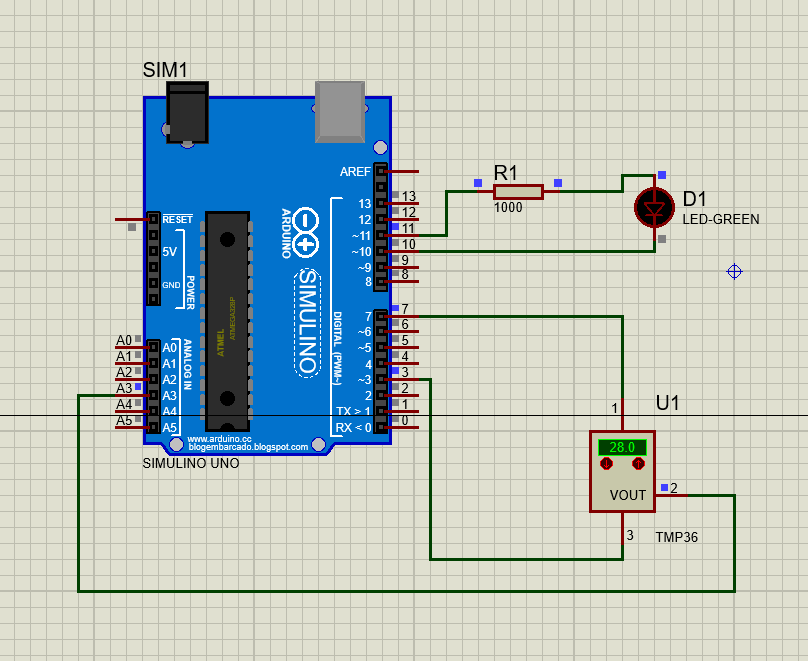 SIM1
AREF
13 13
12 12
~11 11
~10 10
~9 9
8 8
7 7
~6 6
~5 5
4 4
~3 3
2 2
TX > 1 1
RX < 0 0
RESET
5V
GND
POWER
A0 A0
A1 A1
A2 A2
A3 A3
A4 A4
A5 A5
ANALOG IN
ATMEL
ATMEGA328P
ARDUINO
SIMULINO
DIGITAL (PWM~)
www.arduino.cc
blogembarcado.blogspot.com
SIMULINO UNO
R1
1000
D1
LED-GREEN
U1
1
28.0
VOUT
2
3
TMP36